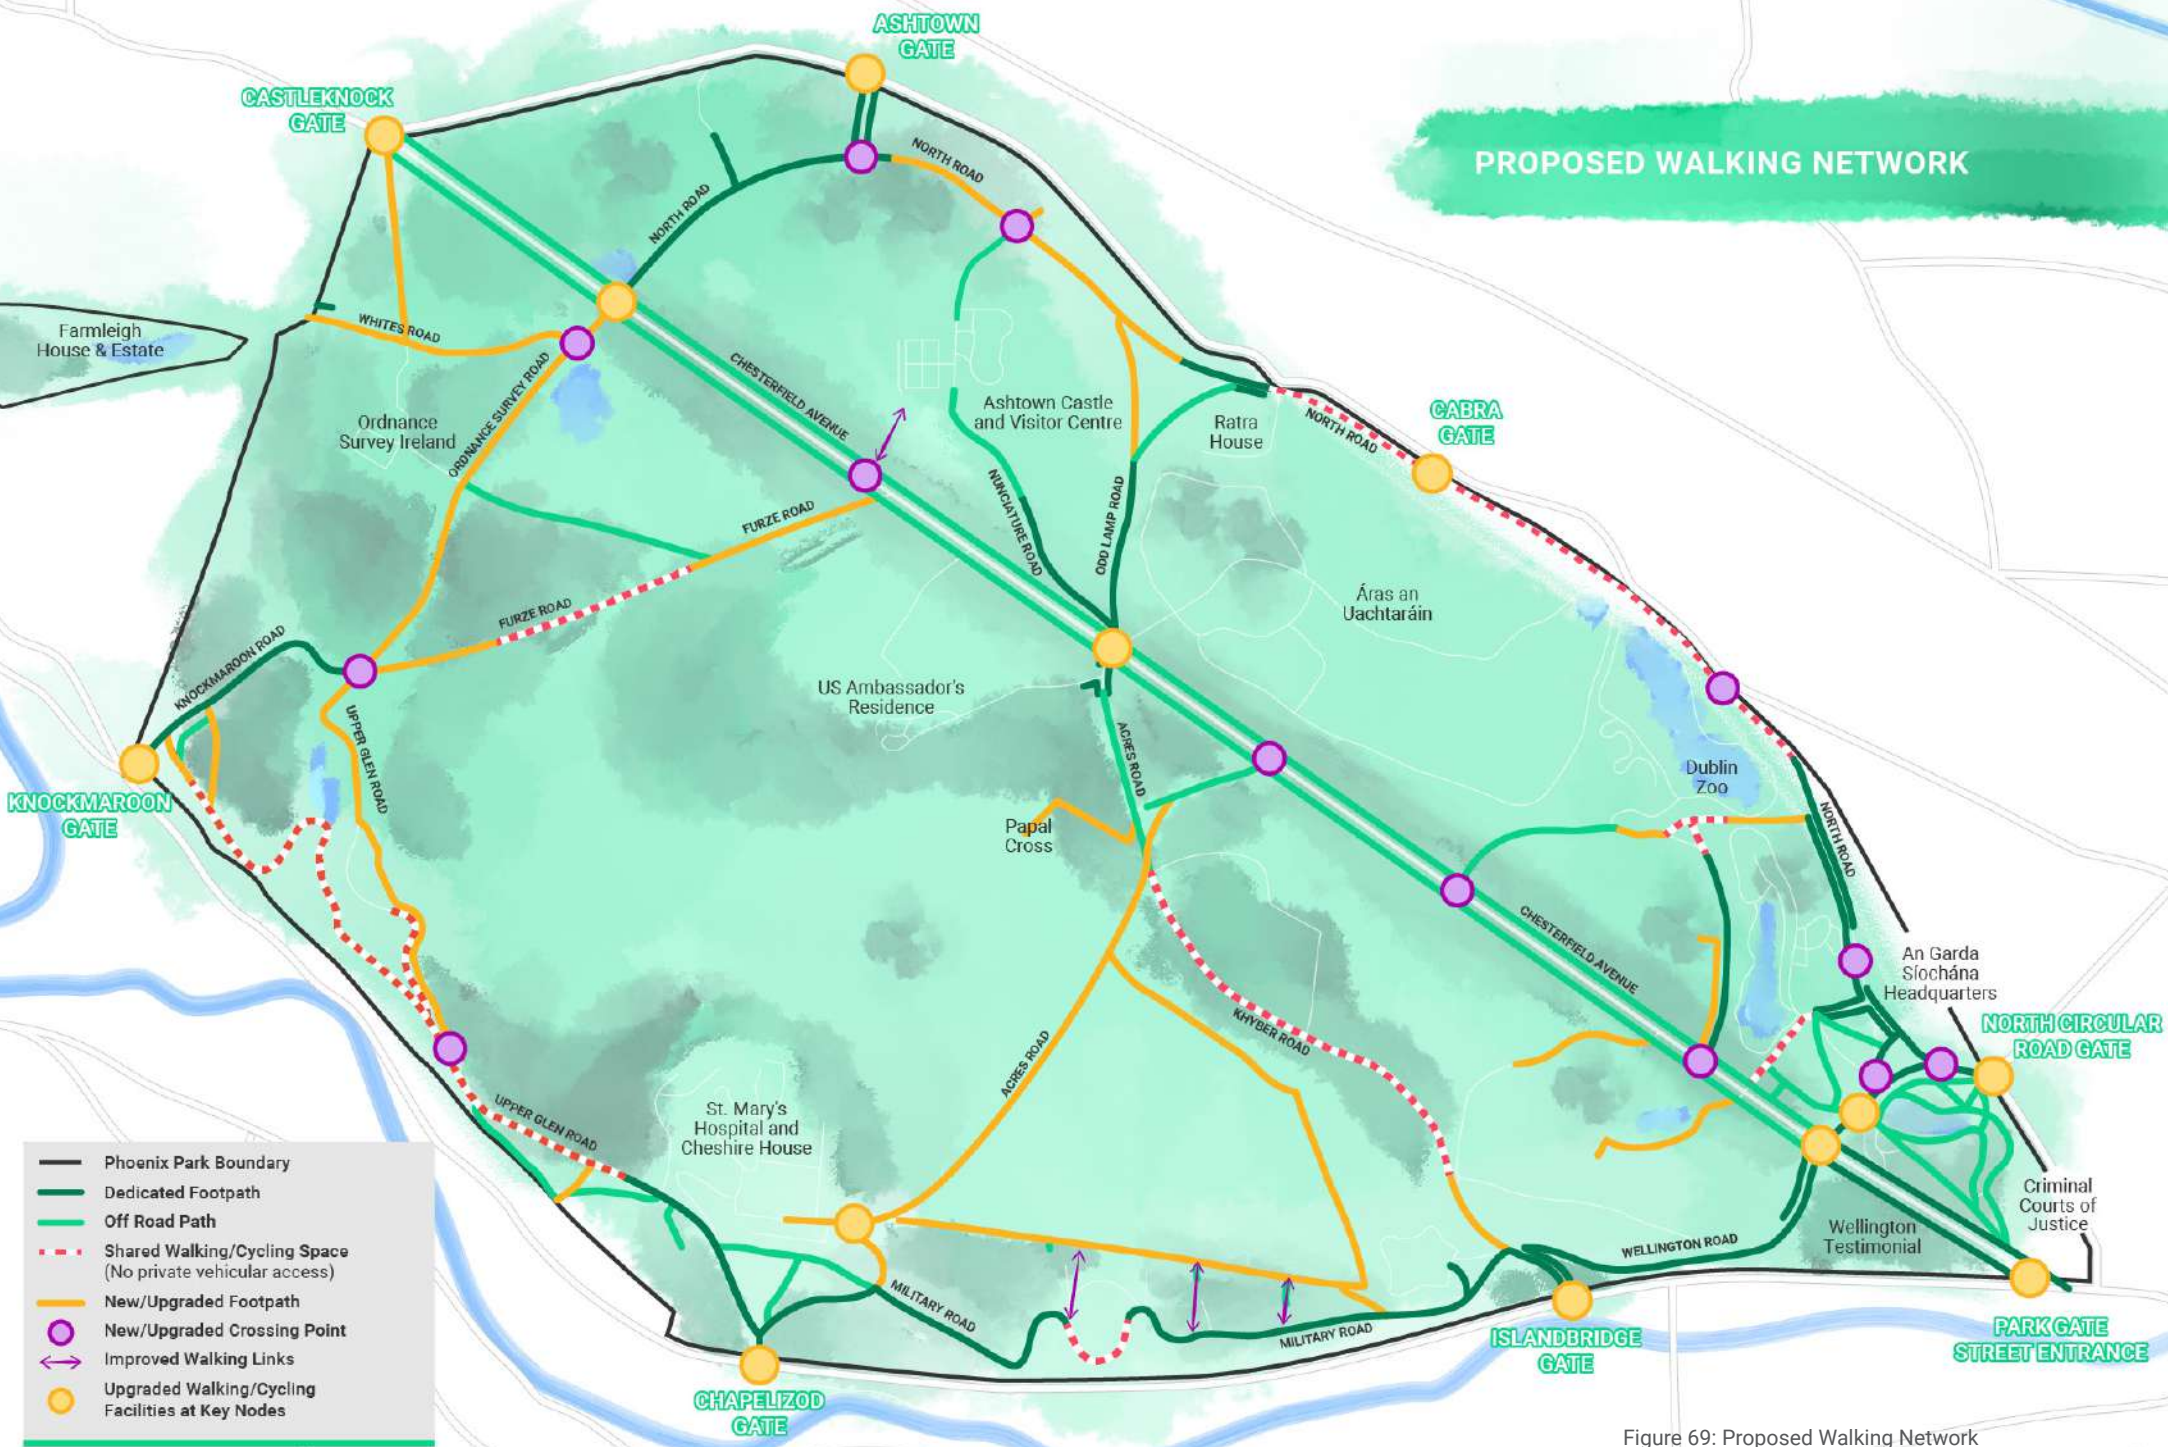 ASHTOWN
GATE
CASTLEKNOCK
GATE
PROPOSED WALKING NETWORK
NORTH ROAD
NORTH ROAD
Farmleigh
House & Estate
WHITES ROAD
ORDNANCE SURVEY ROAD
CHESTERFIELD AVENUE
Ordnance
Survey Ireland
Ashtown Castle
and Visitor Centre
Ratra
House
NORTH ROAD
CABRA
GATE
NUNCIATURE ROAD
ODD LAMP ROAD
FURZE ROAD
FURZE ROAD
Áras an
Uachtaráin
KNOCKMAROON ROAD
UPPER GLEN ROAD
US Ambassador's
Residence
ACRES ROAD
Dublin
Zoo
KNOCKMAROON
GATE
Papal
Cross
NORTH ROAD
CHESTERFIELD AVENUE
An Garda
Síochána
Headquarters
NORTH CIRCULAR
ROAD GATE
KHYBER ROAD
ACRES ROAD
UPPER GLEN ROAD
St. Mary's
Hospital and
Cheshire House
Criminal
Courts of
Justice
Wellington
Testimonial
WELLINGTON ROAD
MILITARY ROAD
MILITARY ROAD
ISLANDBRIDGE
GATE
PARK GATE
STREET ENTRANCE
CHAPELIZOD
GATE
Phoenix Park Boundary
Dedicated Footpath
Off Road Path
Shared Walking/Cycling Space
(No private vehicular access)
New/Upgraded Footpath
New/Upgraded Crossing Point
Improved Walking Links
Upgraded Walking/Cycling
Facilities at Key Nodes
Figure 69: Proposed Walking Network